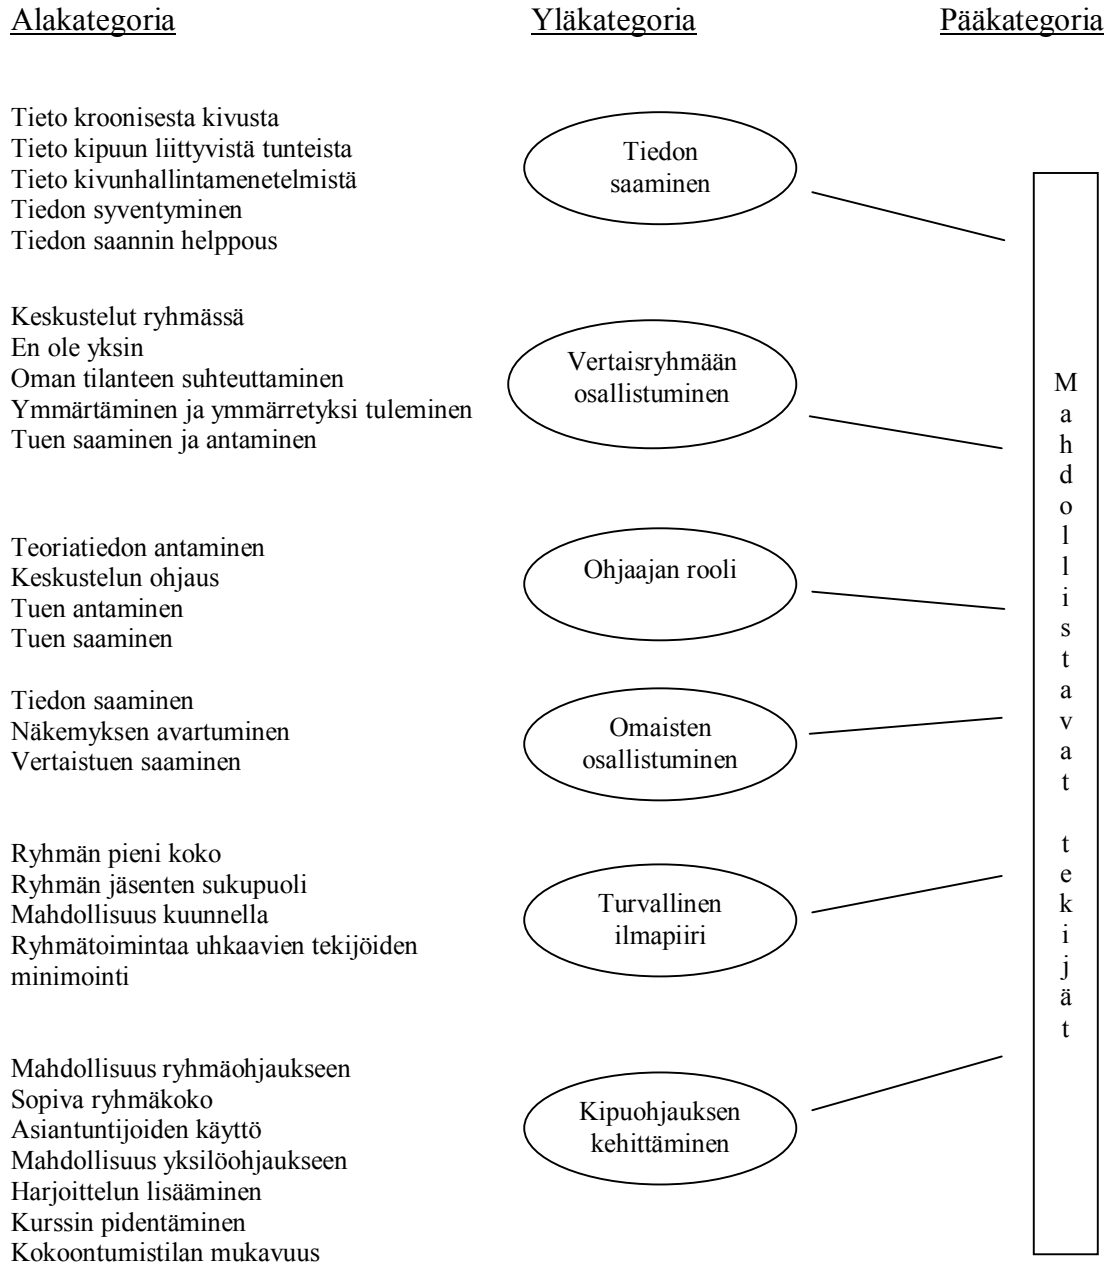 Alakategoria
Yläkategoria
Pääkategoria
Tieto kroonisesta kivusta
Tieto kipuun liittyvistä tunteista
Tieto kivunhallintamenetelmistä
Tiedon syventyminen
Tiedon saannin helppous
Tiedon
saaminen
Keskustelut ryhmässä
En ole yksin
Oman tilanteen suhteuttaminen
Ymmärtäminen ja ymmärretyksi tuleminen
Tuen saaminen ja antaminen
Vertaisryhmään
osallistuminen
Teoriatiedon antaminen
Keskustelun ohjaus
Tuen antaminen
Tuen saaminen
Ohjaajan rooli
Tiedon saaminen
Näkemyksen avartuminen
Vertaistuen saaminen
Omaisten
osallistuminen
Ryhmän pieni koko
Ryhmän jäsenten sukupuoli
Mahdollisuus kuunnella
Ryhmätoimintaa uhkaavien tekijöiden
minimointi
Turvallinen
ilmapiiri
Mahdollisuus ryhmäohjaukseen
Sopiva ryhmäkoko
Asiantuntijoiden käyttö
Mahdollisuus yksilöohjaukseen
Harjoittelun lisääminen
Kurssin pidentäminen
Kokoontumistilan mukavuus
Kipuohjauksen
kehittäminen
Mahdollistavat tekijät